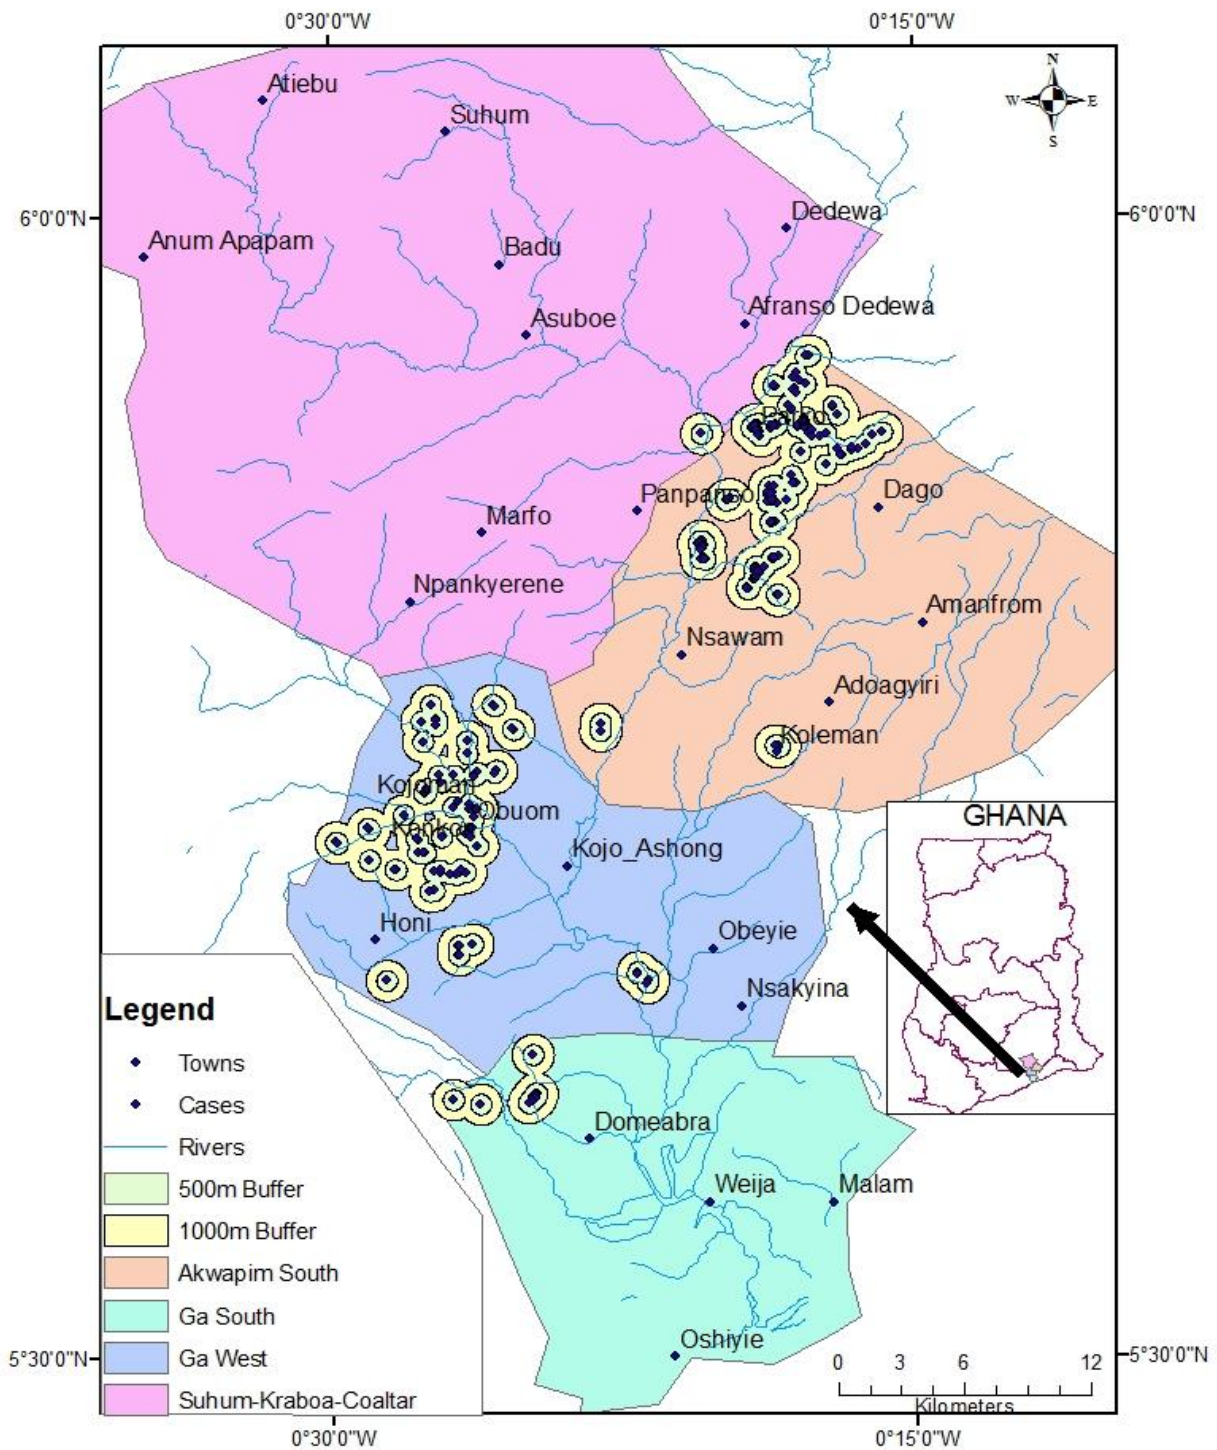 0°30'0"W
0°15'0"W
N
W
E
S
Atiebu
Suhum
6°0'0"N
6°0'0"N
Dedewa
Anum Apapam
Badu
Afranso Dedewa
Asuboe
Panpanso
Dago
Marfo
Npankyerene
Amanfrom
Nsawam
Adoagyiri
Koleman
Kojoman
Obuom
Konkon
Kojo_Ashong
GHANA
Honi
Obeyie
Nsakyina
Legend
Towns
Cases
Rivers
500m Buffer
1000m Buffer
Akwapim South
Ga South
Ga West
Suhum-Kraboa-Coaltar
Domeabra
Weija
Malam
Oshiyie
5°30'0"N
5°30'0"N
0
3
6
12
Kilometers
0°30'0"W
0°15'0"W